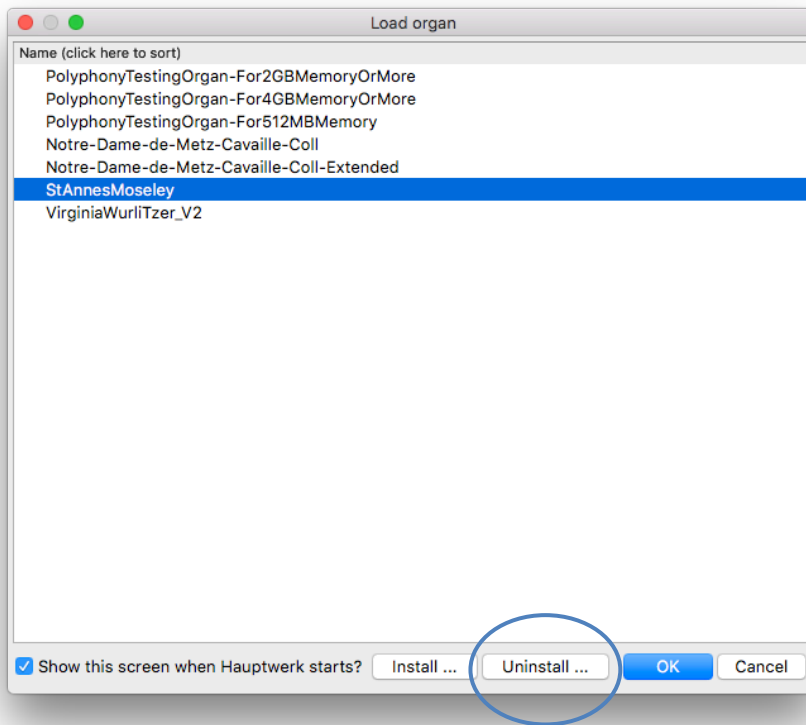 Load organ
Name (click here to sort)
PolyphonyTestingOrgan-For2GBMemoryOrMore
PolyphonyTestingOrgan-For4GBMemoryOrMore
PolyphonyTestingOrgan-For512MBMemory
Notre-Dame-de-Metz-Cavaille-Coll
Notre-Dame-de-Metz-Cavaille-Coll-Extended
StAnnesMoseley
VirginiaWurliTzer_V2
Show this screen when Hauptwerk starts? Install ... Uninstall ... OK Cancel